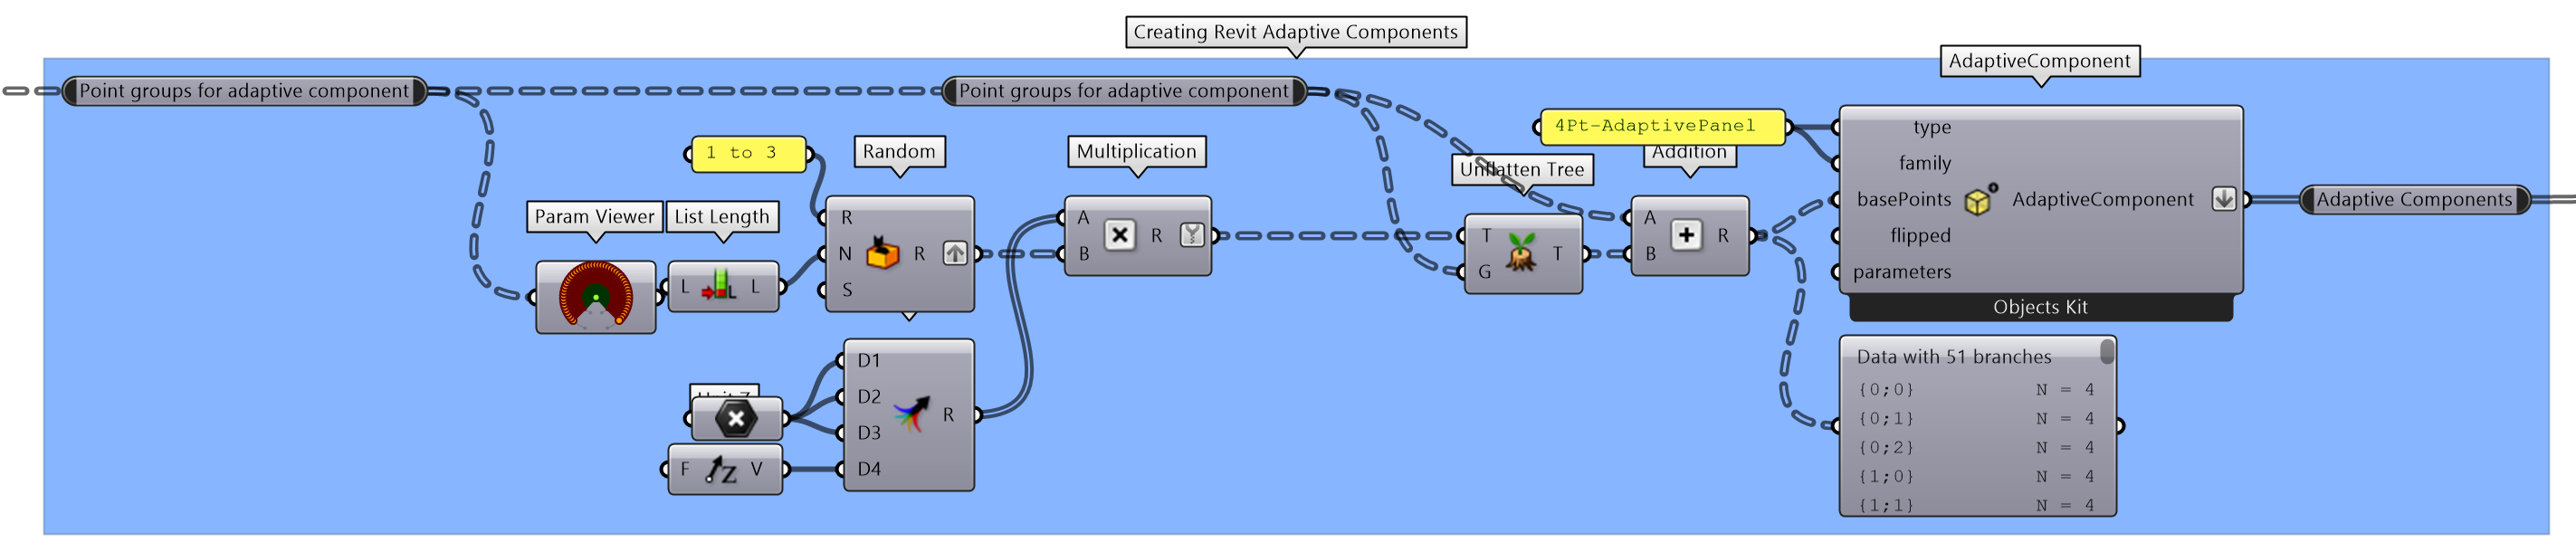 Creating Revit Adaptive Components
AdaptiveComponent
Point groups for adaptive component
Point groups for adaptive component
4Pt-AdaptivePanel
1 to 3
Random
Multiplication
Unflatten Tree
Addition
Param Viewer
List Length
L L
R
N R
S
A
B R
T
G T
A
B R
type
family
basePoints
flipped
parameters
AdaptiveComponent
Objects Kit
Adaptive Components
D1
D2
D3
D4
R
F Z V
Data with 51 branches
{0;0} N = 4
{0;1} N = 4
{0;2} N = 4
{1;0} N = 4
{1;1} N = 4